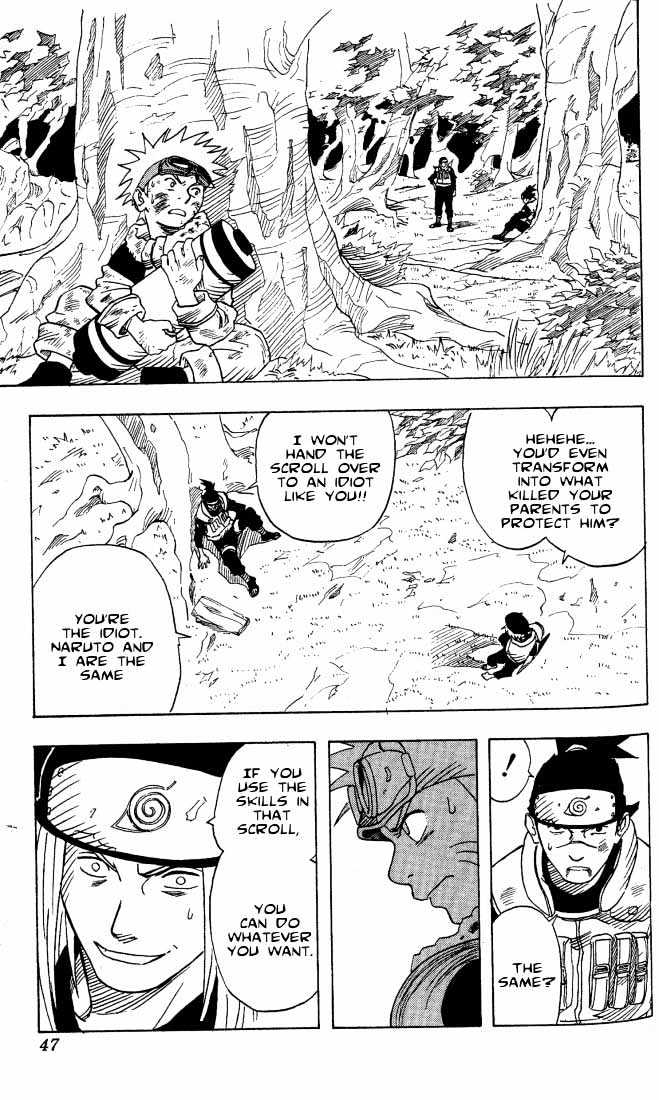 HEHEHE...
YOU'D EVEN
TRANSFORM
INTO WHAT
KILLED YOUR
PARENTS TO
PROTECT HIM?
I WON'T
HAND THE
SCROLL OVER
TO AN IDIOT
LIKE YOU!!
YOU'RE
THE IDIOT.
NARUTO AND
I ARE THE
SAME
!
THE
SAME?
IF YOU
USE THE
SKILLS IN
THAT
SCROLL,
YOU
CAN DO
WHATEVER
YOU WANT.
47